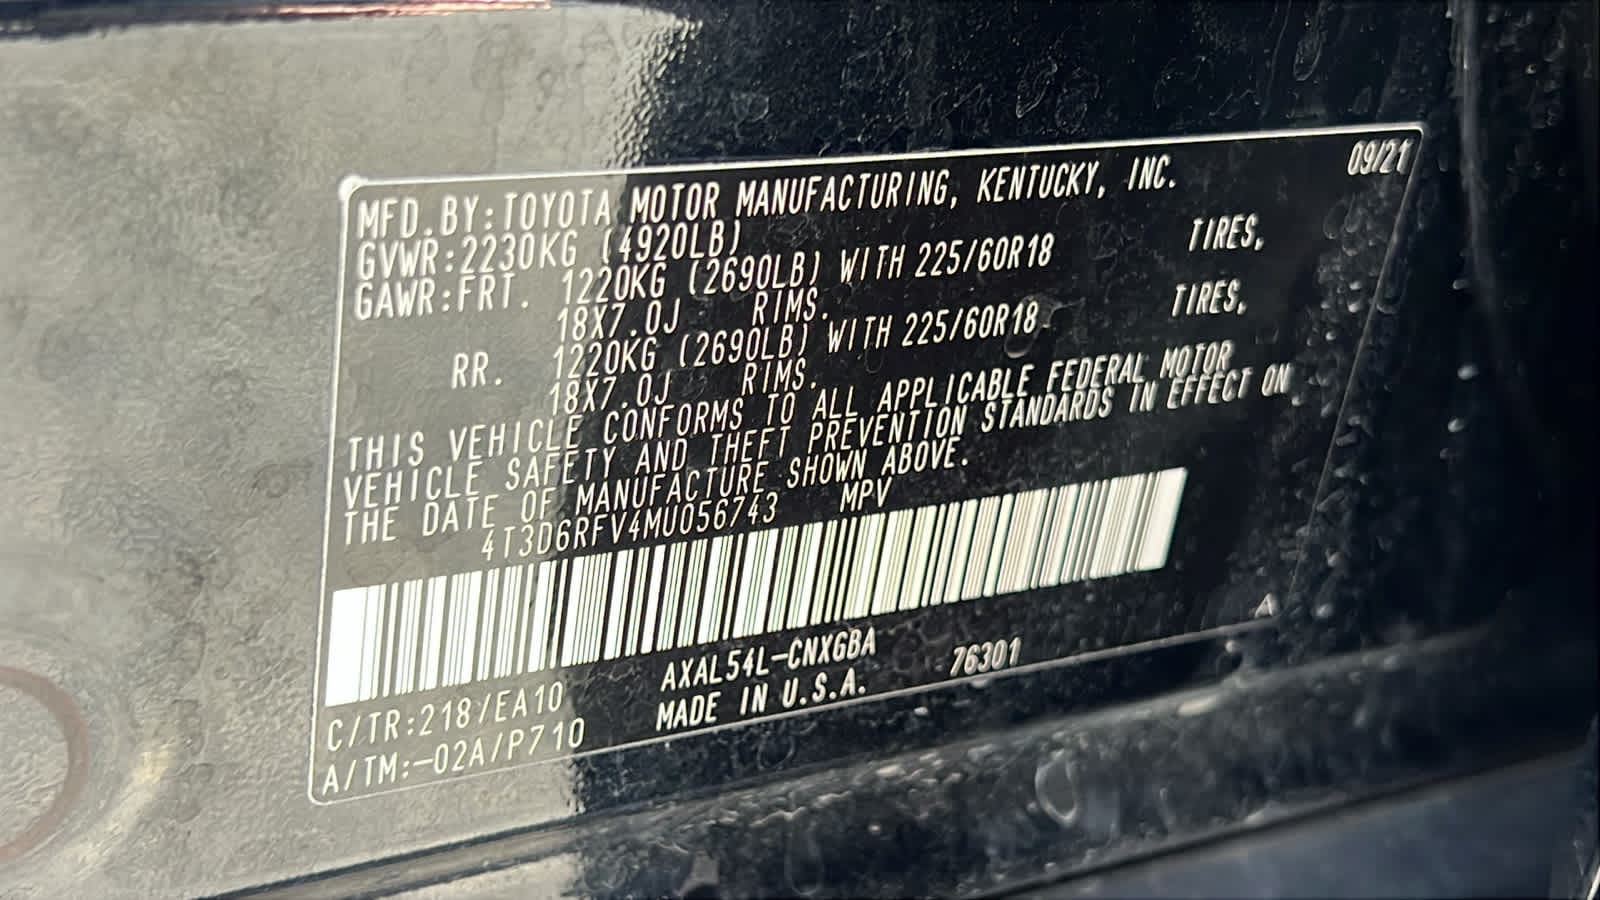 09/21
MFD.BY:TOYOTA MOTOR MANUFACTURING, KENTUCKY, INC.
GVWR:2230KG (4920LB)
GAWR:FRT. 1220KG (2690LB) WITH 225/60R18 TIRES,
18X7.0J RIMS.
RR. 1220KG (2690LB) WITH 225/60R18 TIRES,
18X7.0J RIMS.
THIS VEHICLE CONFORMS TO ALL APPLICABLE FEDERAL MOTOR
VEHICLE SAFETY AND THEFT PREVENTION STANDARDS IN EFFECT ON
THE DATE OF MANUFACTURE SHOWN ABOVE.
4T3D6RFV4MU056743 MPV
C/TR:218/EA10 AXAL54L-CNXGBA 76301 A
A/TM:-02A/P710 MADE IN U.S.A.